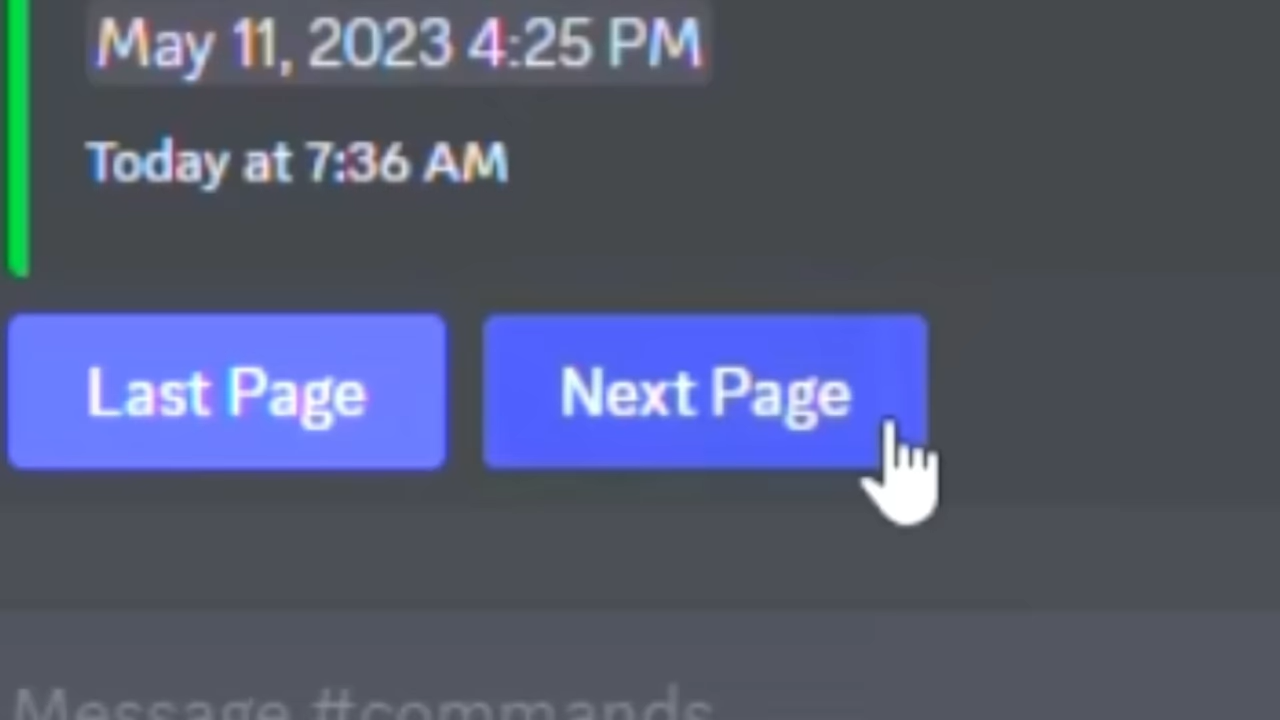 May 11, 2023 4:25 PM
Today at 7:36 AM
Last Page
Next Page
Message #commands